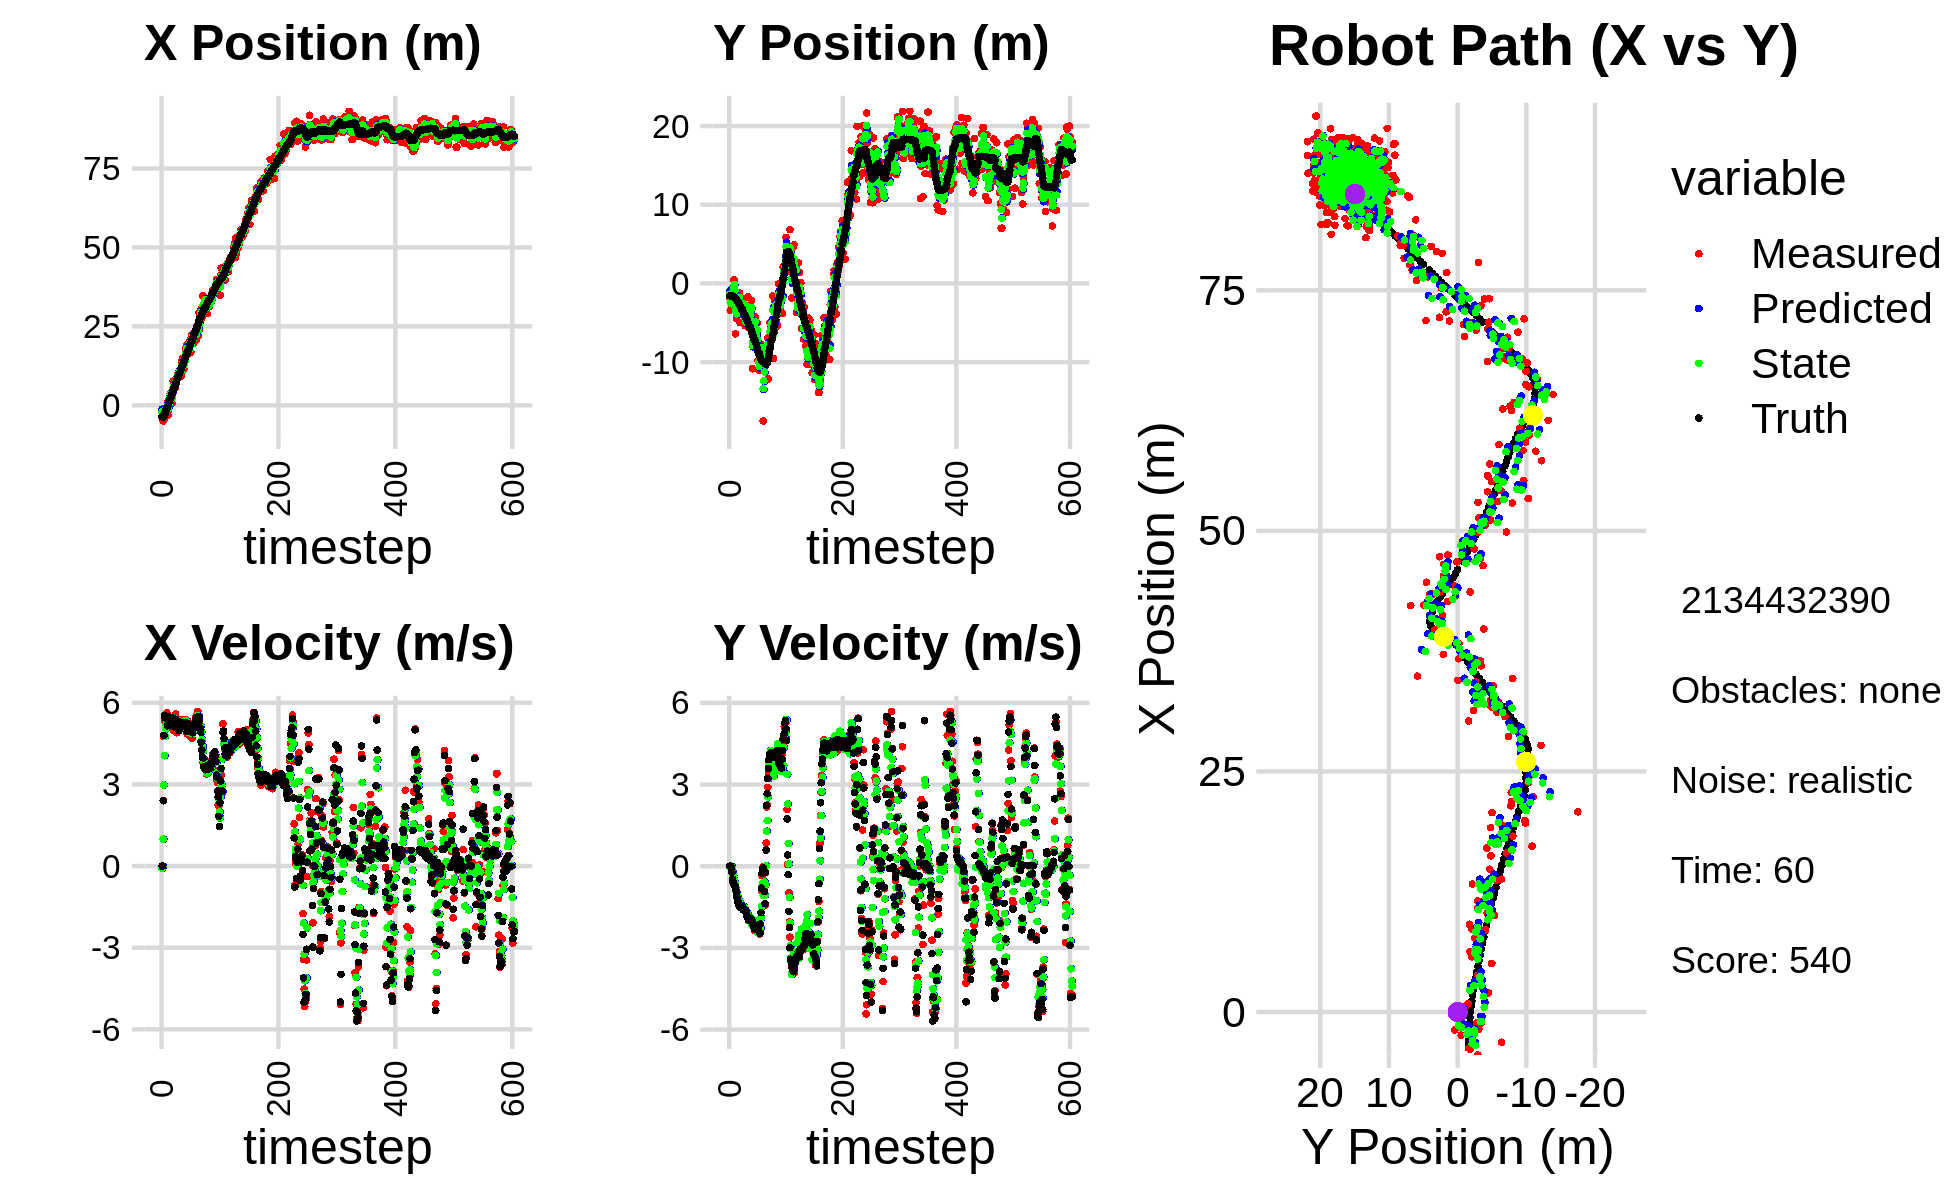 X Position (m)
75
50
25
0
0
200
400
600
timestep
Y Position (m)
20
10
0
-10
0
200
400
600
timestep
X Velocity (m/s)
6
3
0
-3
-6
0
200
400
600
timestep
Y Velocity (m/s)
6
3
0
-3
-6
0
200
400
600
timestep
Robot Path (X vs Y)
X Position (m)
75
50
25
0
20 10 0 -10 -20
Y Position (m)
variable
Measured
Predicted
State
Truth
2134432390
Obstacles: none
Noise: realistic
Time: 60
Score: 540